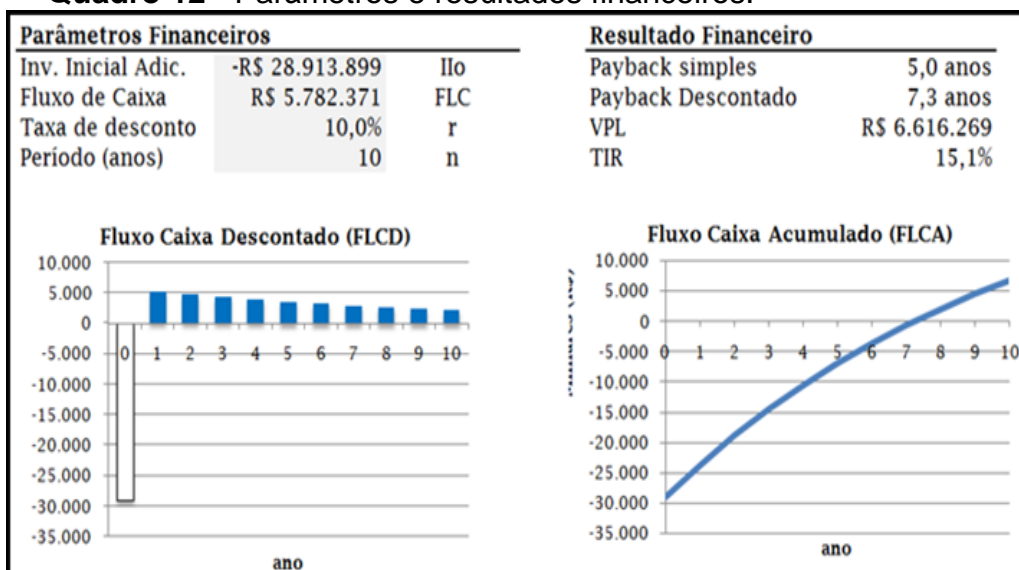 Quadro 12 - Parâmetros e resultados financeiros.
Parâmetros Financeiros
Inv. Inicial Adic. -R$ 28.913.899 IIo
Fluxo de Caixa R$ 5.782.371 FLC
Taxa de desconto 10,0% r
Período (anos) 10 n
Resultado Financeiro
Payback simples 5,0 anos
Payback Descontado 7,3 anos
VPL R$ 6.616.269
TIR 15,1%
Fluxo Caixa Descontado (FLCD)
10.000
5.000
0
-5.000
-10.000
-15.000
-20.000
-25.000
-30.000
-35.000
0 1 2 3 4 5 6 7 8 9 10
ano
Fluxo Caixa Acumulado (FLCA)
10.000
5.000
0
-5.000
-10.000
-15.000
-20.000
-25.000
-30.000
-35.000
0 1 2 3 4 5 6 7 8 9 10
ano